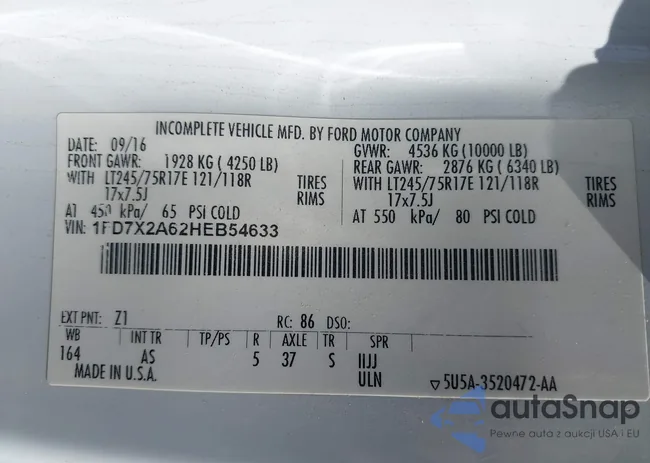 INCOMPLETE VEHICLE MFD. BY FORD MOTOR COMPANY
DATE: 09/16 GVWR: 4536 KG (10000 LB)
FRONT GAWR: 1928 KG ( 4250 LB) REAR GAWR: 2876 KG ( 6340 LB)
WITH LT245/75R17E 121/118R TIRES WITH LT245/75R17E 121/118R TIRES
17x7.5J RIMS 17x7.5J RIMS
AT 450 kPa/ 65 PSI COLD AT 550 kPa/ 80 PSI COLD
VIN: 1FD7X2A62HEB54633
EXT PNT: Z1 RC: 86 DSO:
WB INT TR TP/PS R AXLE TR SPR
164 AS 5 37 S IIJJ
MADE IN U.S.A. ULN ▽5U5A-3520472-AA
autaSnap
Pewne auta z aukcji USA i EU